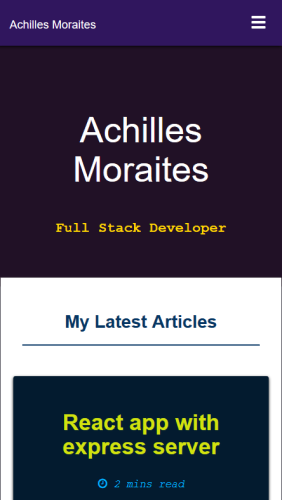 Achilles Moraites
Achilles
Moraites
Full Stack Developer
My Latest Articles
React app with
express server
2 mins read